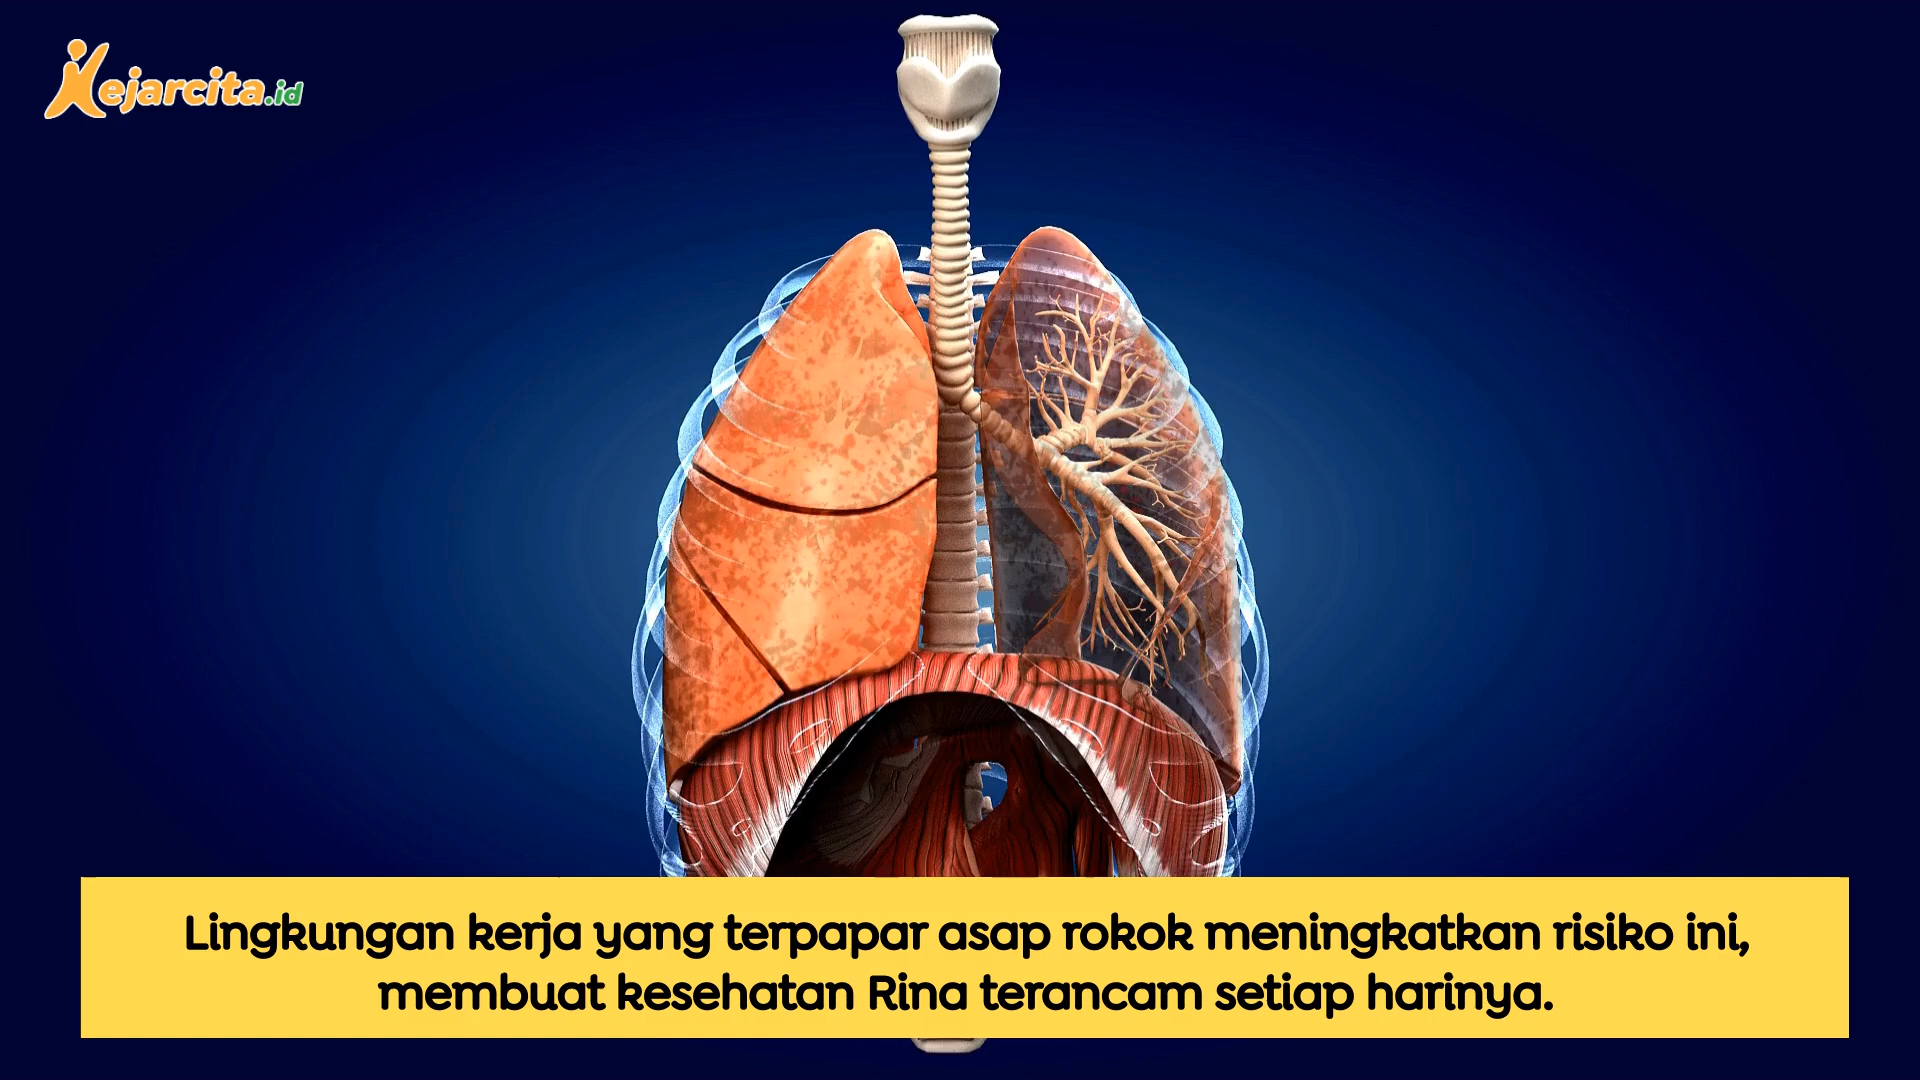 Kejarcita.id
Lingkungan kerja yang terpapar asap rokok meningkatkan risiko ini,
membuat kesehatan Rina terancam setiap harinya.